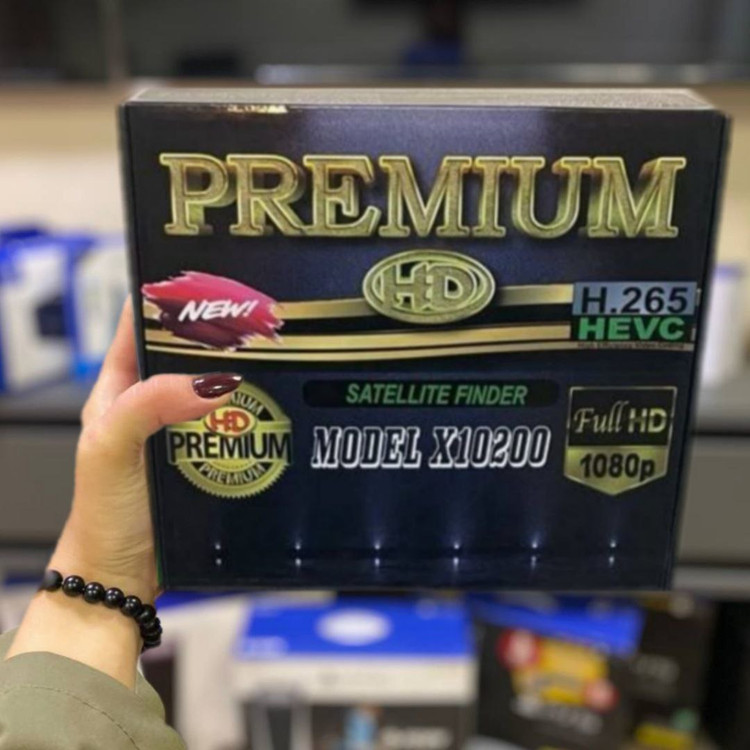 PREMIUM
HD
NEW!
H.265
HEVC
SATELLITE FINDER
HD
PREMIUM
PREMIUM
MODEL X10200
Full HD
1080p